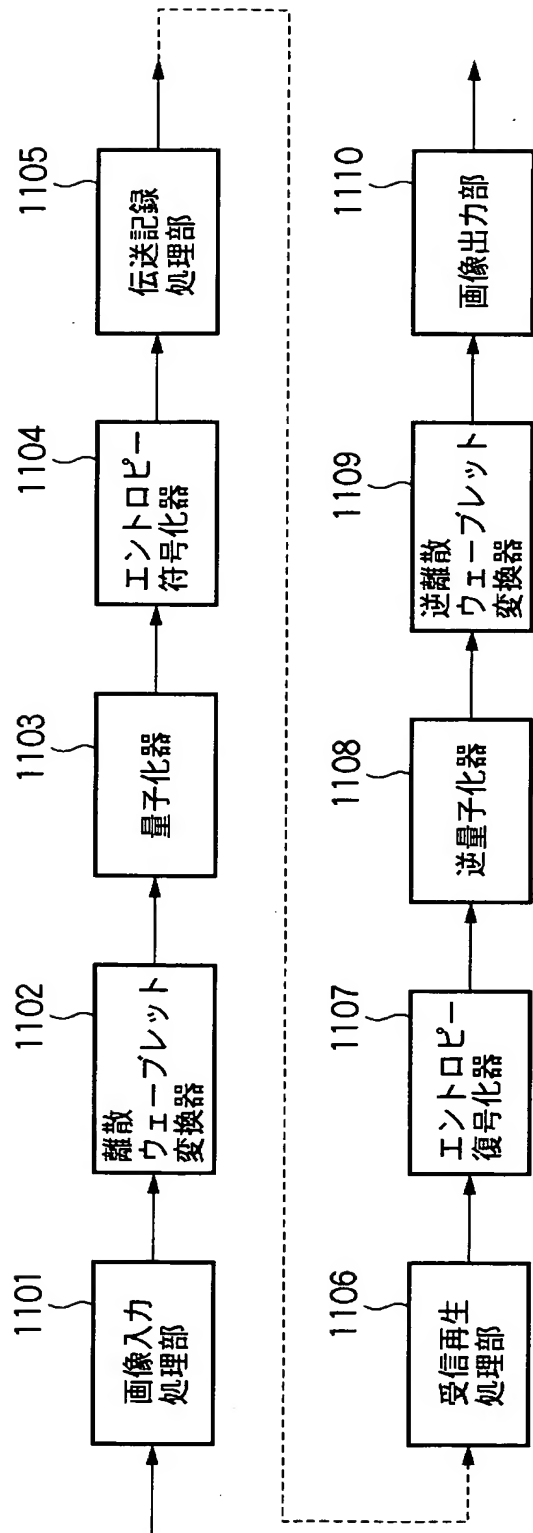 1101
画像入力
処理部
1102
離散
ウェーブレット
変換器
1103
量子化器
1104
エントロピー
符号化器
1105
伝送記録
処理部
1106
受信再生
処理部
1107
エントロピー
復号化器
1108
逆量子化器
1109
逆離散
ウェーブレット
変換器
1110
画像出力部